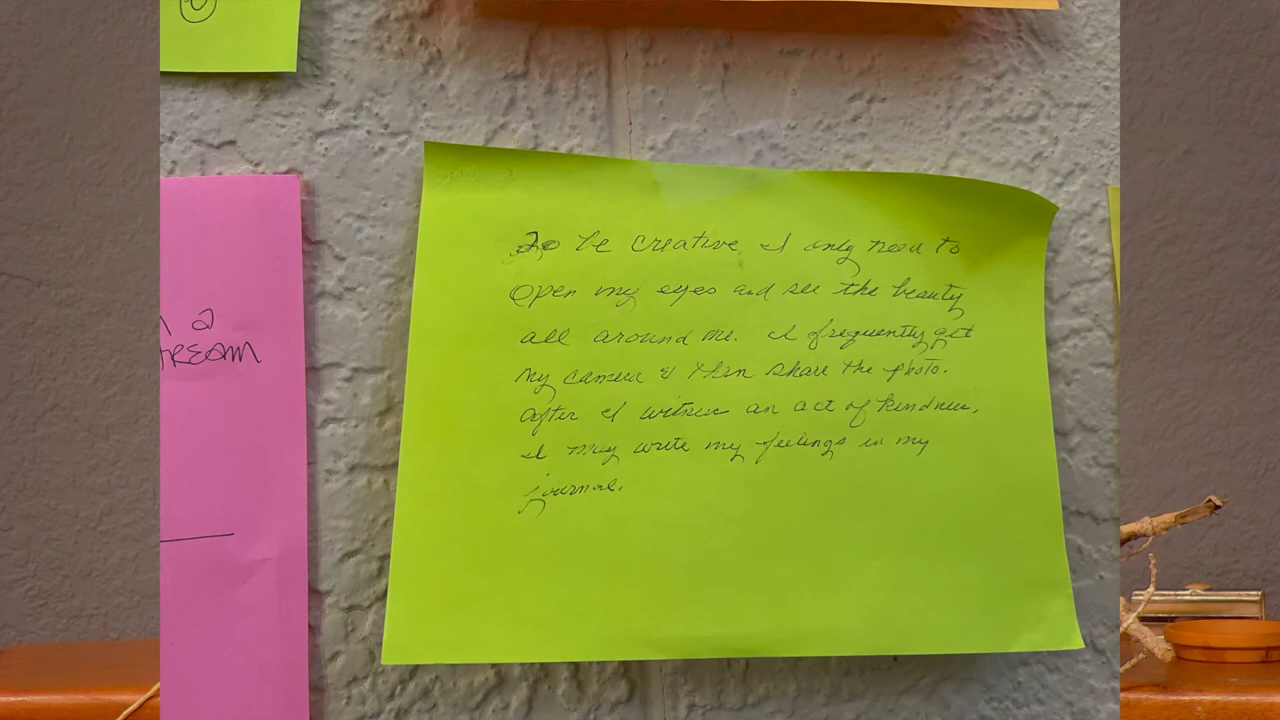 To be creative I only need to
open my eyes and see the beauty
all around me. I frequently get
my camera & then share the photo.
After I witness an act of kindness,
I may write my feelings in my
journal.
a